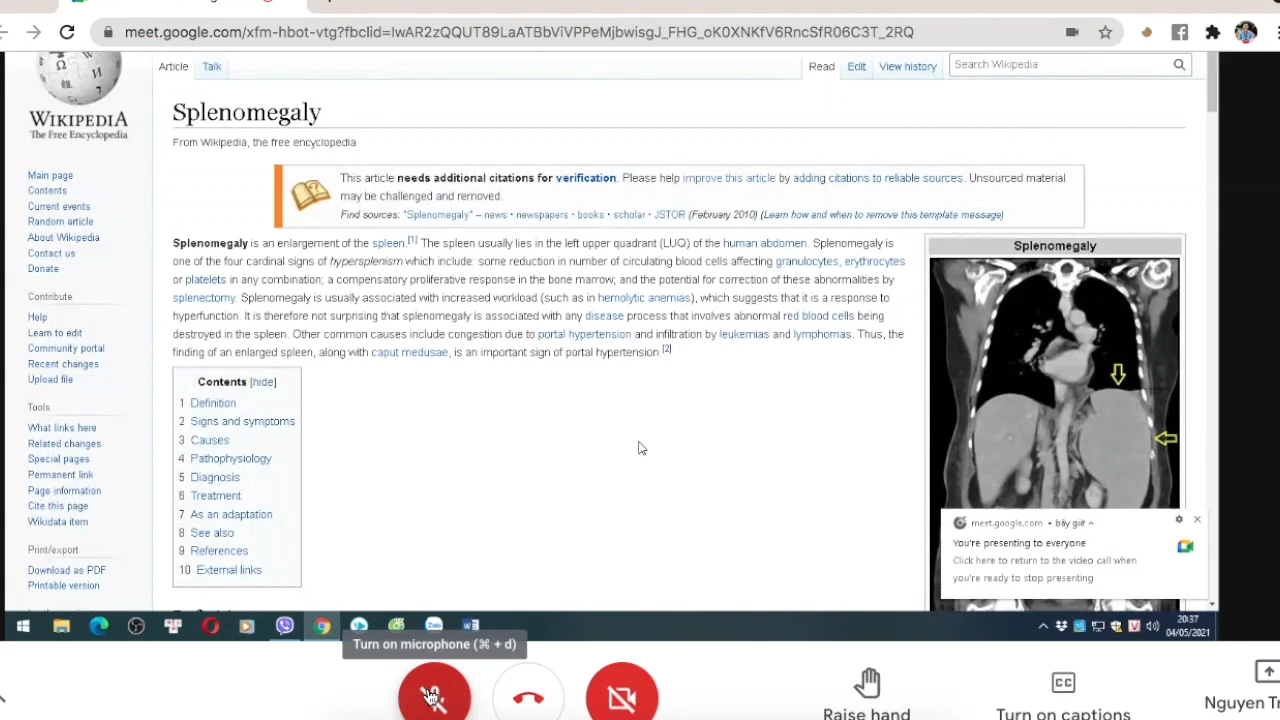 meet.google.com/xfm-hbot-vtg?fbclid=IwAR2zQQUT89LaATBbViVPPeMjbwisgJ_FHG_oK0XNKfV6RncSfR06C3T_2RQ
Article Talk Read Edit View history Search Wikipedia
WIKIPEDIA
The Free Encyclopedia
Main page
Contents
Current events
Random article
About Wikipedia
Contact us
Donate
Contribute
Help
Learn to edit
Community portal
Recent changes
Upload file
Tools
What links here
Related changes
Special pages
Permanent link
Page information
Cite this page
Wikidata item
Print/export
Download as PDF
Printable version
Splenomegaly
From Wikipedia, the free encyclopedia
This article needs additional citations for verification. Please help improve this article by adding citations to reliable sources. Unsourced material
may be challenged and removed.
Find sources: "Splenomegaly" – news · newspapers · books · scholar · JSTOR (February 2010) (Learn how and when to remove this template message)
Splenomegaly is an enlargement of the spleen.[1] The spleen usually lies in the left upper quadrant (LUQ) of the human abdomen. Splenomegaly is
one of the four cardinal signs of hypersplenism which include: some reduction in number of circulating blood cells affecting granulocytes, erythrocytes
or platelets in any combination; a compensatory proliferative response in the bone marrow; and the potential for correction of these abnormalities by
splenectomy. Splenomegaly is usually associated with increased workload (such as in hemolytic anemias), which suggests that it is a response to
hyperfunction. It is therefore not surprising that splenomegaly is associated with any disease process that involves abnormal red blood cells being
destroyed in the spleen. Other common causes include congestion due to portal hypertension and infiltration by leukemias and lymphomas. Thus, the
finding of an enlarged spleen, along with caput medusae, is an important sign of portal hypertension.[2]
Contents [hide]
1 Definition
2 Signs and symptoms
3 Causes
4 Pathophysiology
5 Diagnosis
6 Treatment
7 As an adaptation
8 See also
9 References
10 External links
Splenomegaly
meet.google.com • bây giờ
You're presenting to everyone
Click here to return to the video call when
you're ready to stop presenting
20:37
04/05/2021
Turn on microphone (⌘ + d)
Raise hand
Turn on captions
Nguyen Tr